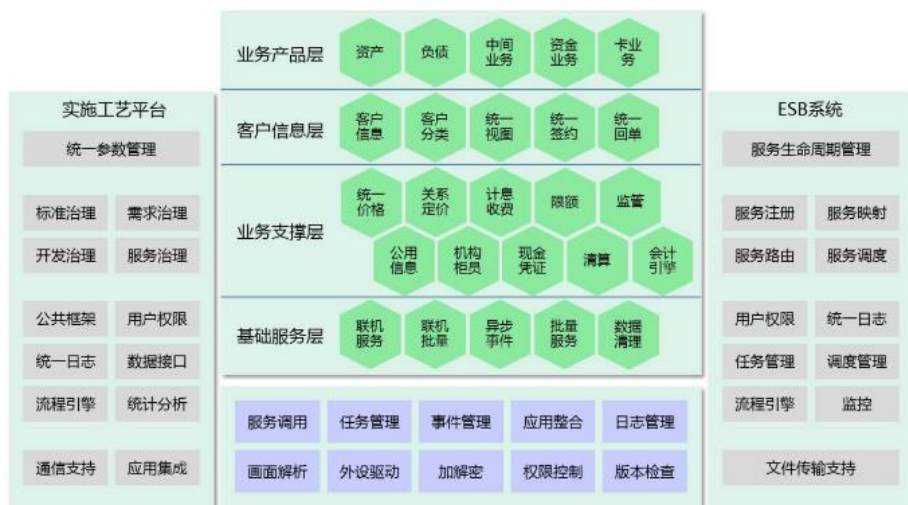 业务产品层
资产
负债
中间
业务
资金
业务
卡业
务
客户信息层
客户
信息
客户
分类
统一
视图
统一
签约
统一
回单
业务支撑层
统一
价格
关系
定价
计息
收费
限额
监管
公用
信息
机构
柜员
现金
凭证
清算
会计
引擎
基础服务层
联机
服务
联机
批量
异步
事件
批量
服务
数据
清理
实施工艺平台
统一参数管理
标准治理 需求治理
开发治理 服务治理
公共框架 用户权限
统一日志 数据接口
流程引擎 统计分析
通信支持 应用集成
服务调用 任务管理 事件管理 应用整合 日志管理
画面解析 外设驱动 加解密 权限控制 版本检查
ESB系统
服务生命周期管理
服务注册 服务映射
服务路由 服务调度
用户权限 统一日志
任务管理 调度管理
流程引擎 监控
文件传输支持